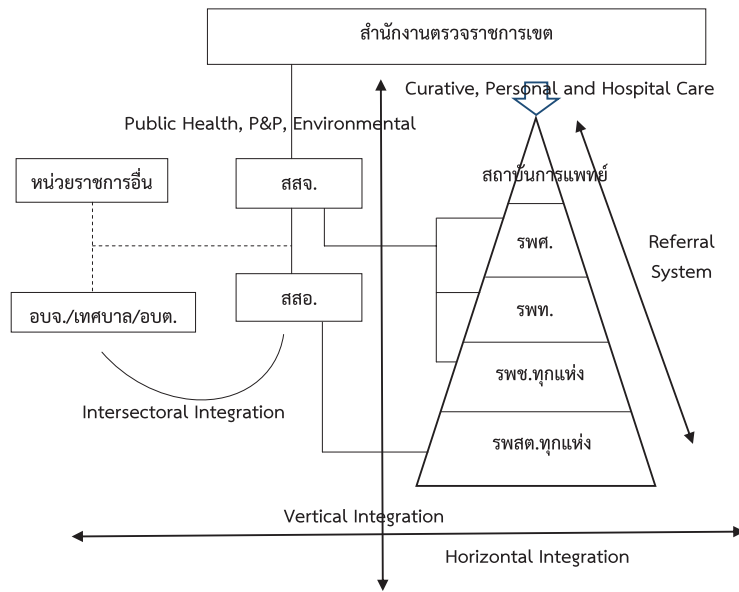 สำนักงานตรวจราชการเขต
Curative, Personal and Hospital Care
Public Health, P&P, Environmental
หน่วยราชการอื่น
สสจ.
สถาบันการแพทย์
รพศ.
Referral
System
อบจ./เทศบาล/อบต.
สสอ.
รพท.
รพช.ทุกแห่ง
Intersectoral Integration
รพสต.ทุกแห่ง
Vertical Integration
Horizontal Integration